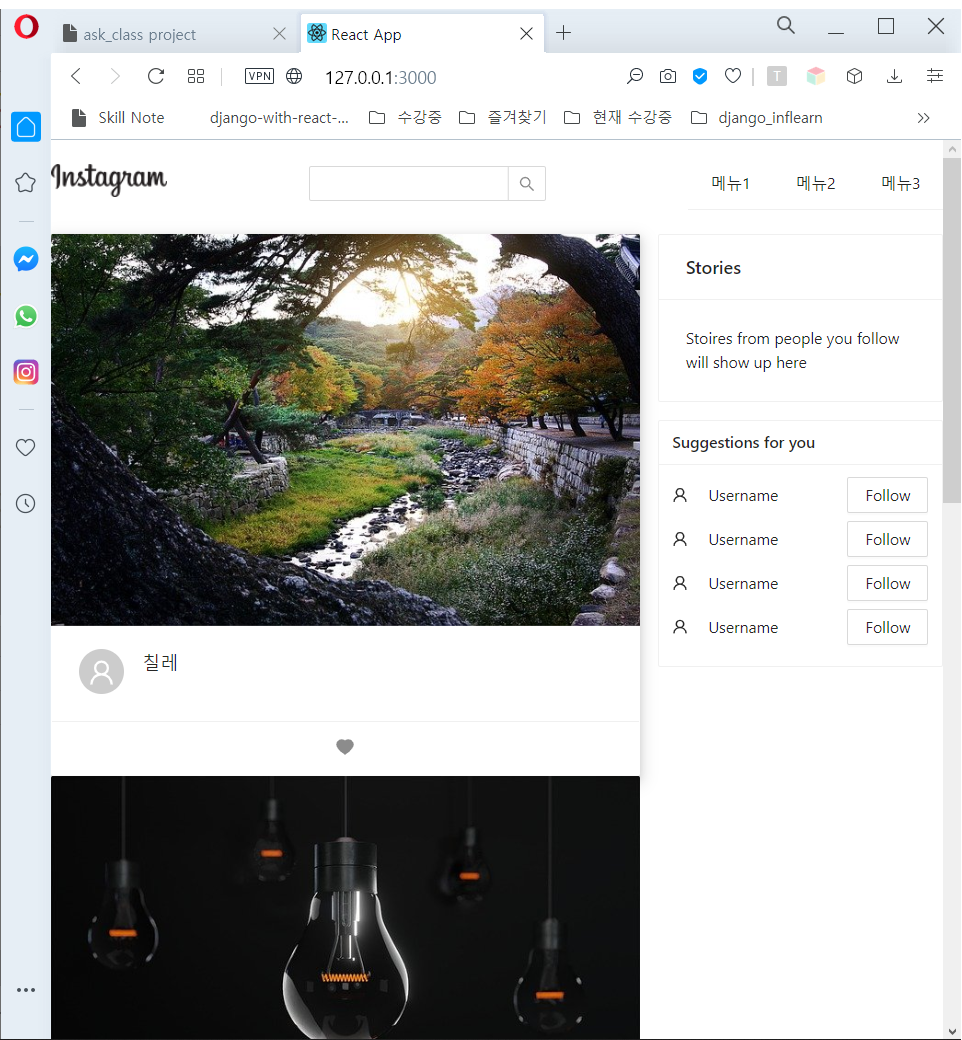 ask_class project
React App
VPN
127.0.0.1:3000
T
Skill Note
django-with-react-...
수강중
즐겨찾기
현재 수강중
django_inflearn
Instagram
메뉴1
메뉴2
메뉴3
Stories
Stoires from people you follow
will show up here
Suggestions for you
Username
Follow
Username
Follow
Username
Follow
Username
Follow
칠레